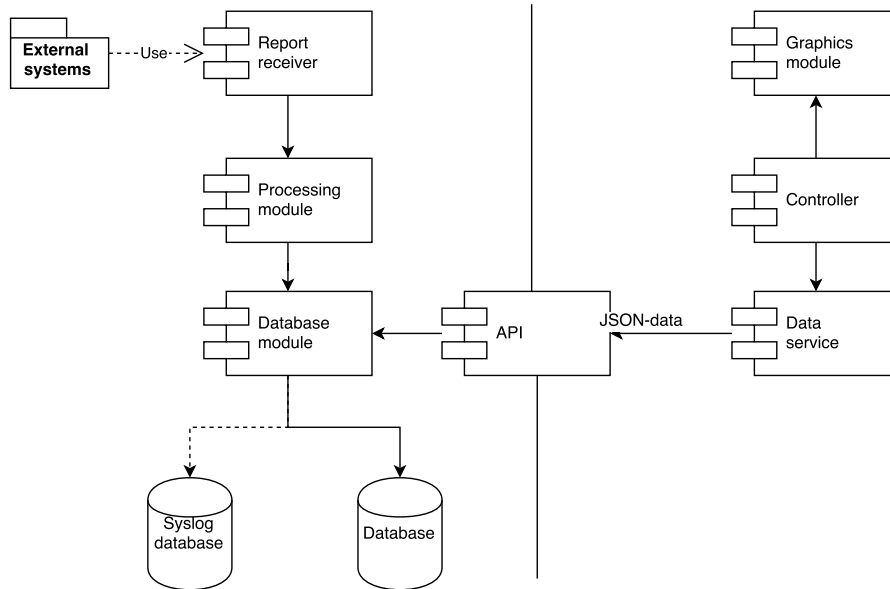 External
systems
Use
Report
receiver
Graphics
module
Processing
module
Controller
Database
module
API
JSON-data
Data
service
Syslog
database
Database